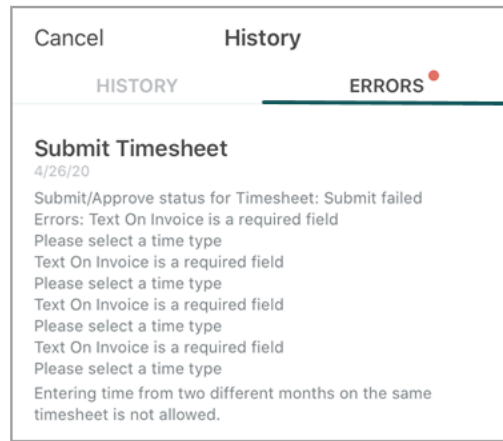 Cancel
History
HISTORY
ERRORS
Submit Timesheet
4/26/20
Submit/Approve status for Timesheet: Submit failed
Errors: Text On Invoice is a required field
Please select a time type
Text On Invoice is a required field
Please select a time type
Text On Invoice is a required field
Please select a time type
Text On Invoice is a required field
Please select a time type
Entering time from two different months on the same
timesheet is not allowed.